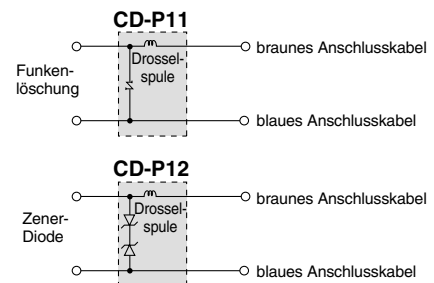 CD-P11
Drossel-
spule
braunes Anschlusskabel
Funken-
löschung
blaues Anschlusskabel
CD-P12
Drossel-
spule
braunes Anschlusskabel
Zener-
Diode
blaues Anschlusskabel